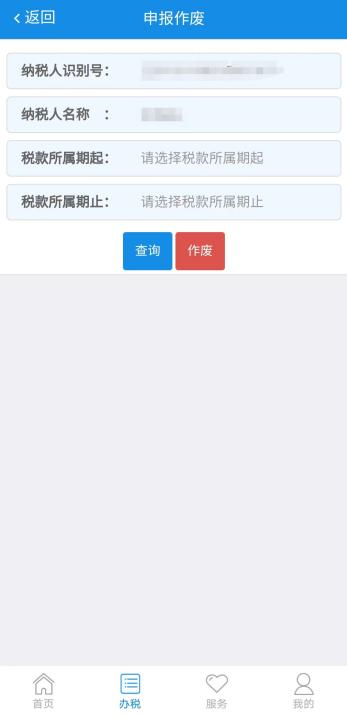 返回 申报作废
纳税人识别号：
纳税人名称 ：
税款所属期起： 请选择税款所属期起
税款所属期止： 请选择税款所属期止
查询 作废
首页 办税 服务 我的